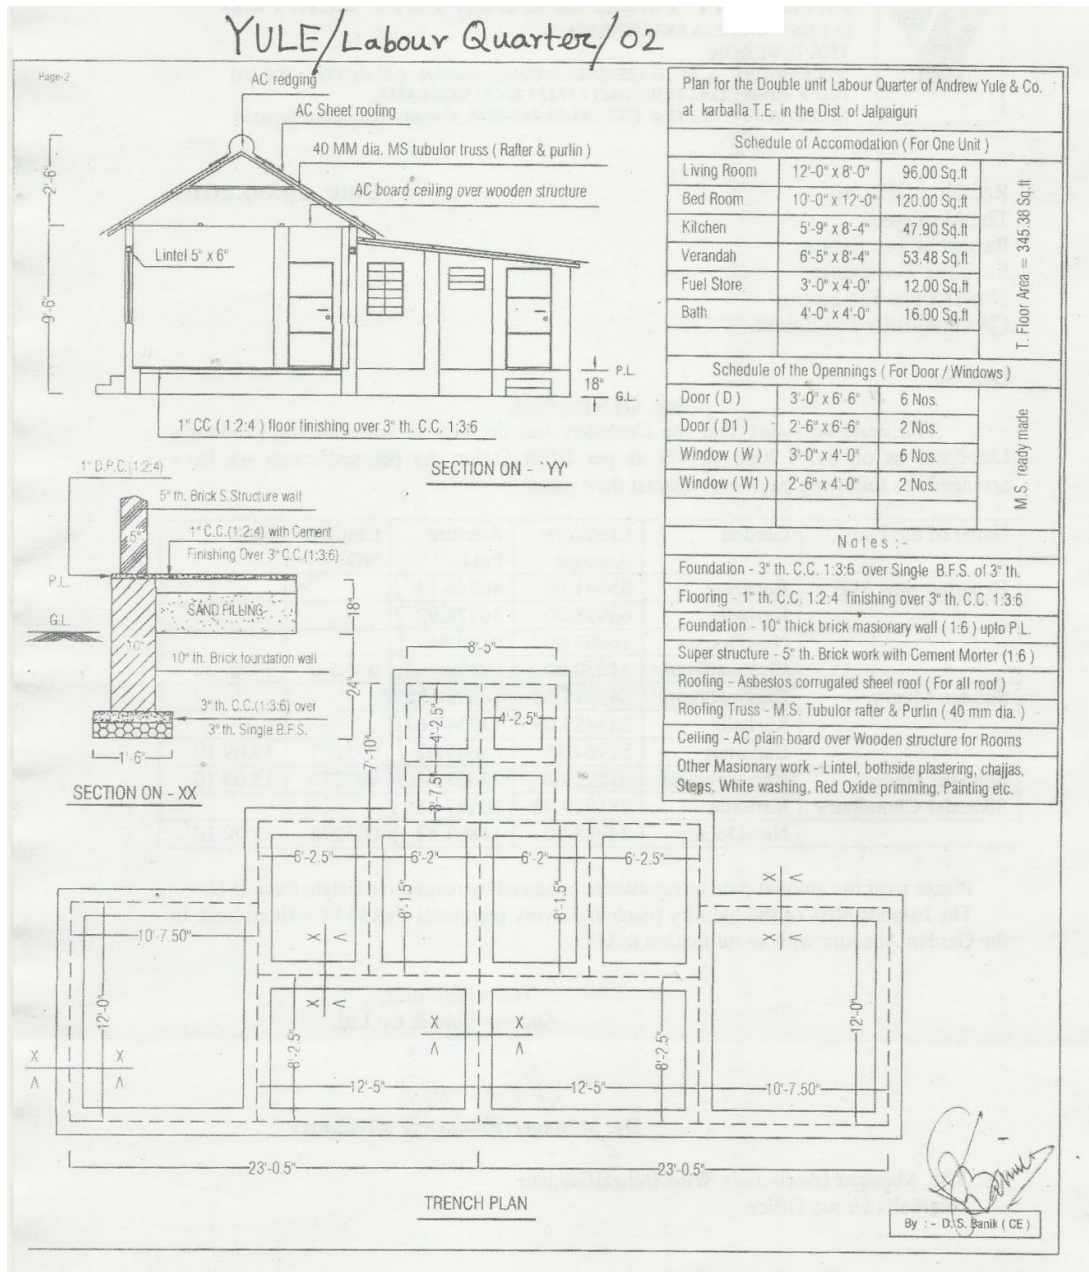 YULE/Labour Quarter/02
Page-2
AC redging
AC Sheet roofing
40 MM dia. MS tubulor truss ( Rafter & purlin )
AC board ceiling over wooden structure
2'-6"
9'-6"
Lintel 5" x 6"
P.L.
18"
G.L.
1" CC ( 1:2:4 ) floor finishing over 3" th. C.C. 1:3:6
SECTION ON - `YY'
Plan for the Double unit Labour Quarter of Andrew Yule & Co.
at karballa T.E. in the Dist. of Jalpaiguri
Schedule of Accomodation ( For One Unit )
Living Room 12'-0" x 8'-0" 96.00 Sq.ft
Bed Room 10'-0" x 12'-0" 120.00 Sq.ft
Kitchen 5'-9" x 8'-4" 47.90 Sq.ft
Verandah 6'-5" x 8'-4" 53.48 Sq.ft
Fuel Store 3'-0" x 4'-0" 12.00 Sq.ft
Bath 4'-0" x 4'-0" 16.00 Sq.ft
T. Floor Area = 345.38 Sq.ft
Schedule of the Opennings ( For Door / Windows )
Door ( D ) 3'-0" x 6'-6" 6 Nos.
Door ( D1 ) 2'-6" x 6'-6" 2 Nos.
Window ( W ) 3'-0" x 4'-0" 6 Nos.
Window ( W1 ) 2'-6" x 4'-0" 2 Nos.
M.S. ready made
Notes :-
Foundation - 3" th. C.C. 1:3:6 over Single B.F.S. of 3" th.
Flooring - 1" th. C.C. 1:2:4 finishing over 3" th. C.C. 1:3:6
Foundation - 10" thick brick masionary wall ( 1:6 ) upto P.L.
Super structure - 5" th. Brick work with Cement Morter (1:6 )
Roofing - Asbestos corrugated sheet roof ( For all roof )
Roofing Truss - M.S. Tubulor rafter & Purlin ( 40 mm dia. )
Ceiling - AC plain board over Wooden structure for Rooms
Other Masionary work - Lintel, bothside plastering, chajjas,
Steps, White washing, Red Oxide primming, Painting etc.
1" D.P.C.(1:2:4)
5" th. Brick S.Structure wall
5"
1" C.C.(1:2:4) with Cement
Finishing Over 3" C.C.(1:3:6)
P.L.
G.L.
SAND FILLING
18"
10"
10" th. Brick foundation wall
24"
3" th. C.C.(1:3:6) over
3" th. Single B.F.S.
1'-6"
SECTION ON - XX
8'-5"
4'-2.5"
4'-2.5"
7'-10"
8'-7.5"
6'-2.5" 6'-2" 6'-2" 6'-2.5"
8'-1.5" 8'-1.5"
10'-7.50"
X Y
X Y
X Y
X Y
12'-0" 12'-0"
8'-2.5" 8'-2.5"
X X
Y Y
X X
Y Y
12'-5" 12'-5" 10'-7.50"
23'-0.5" 23'-0.5"
TRENCH PLAN
By : - D. S. Banik ( CE )